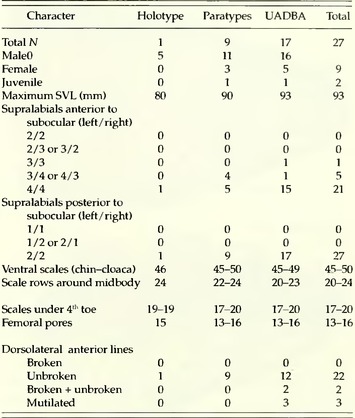 Character Holotype Paratypes UADBA Total
Total N 1 9 17 27
Male0 5 11 16
Female 0 3 5 9
Juvenile 0 1 1 2
Maximum SVL (mm) 80 90 93 93
Supralabials anterior to
subocular (left/right)
2/2 0 0 0 0
2/3 or 3/2 0 0 0 0
3/3 0 0 1 1
3/4 or 4/3 0 4 1 5
4/4 1 5 15 21
Supralabials posterior to
subocular (left/right)
1/1 0 0 0 0
1/2 or 2/1 0 0 0 0
2/2 1 9 17 27
Ventral scales (chin–cloaca) 46 45–50 45–49 45–50
Scale rows around midbody 24 22–24 20–23 20–24
Scales under 4th toe 19–19 17–20 17–20 17–20
Femoral pores 15 13–16 13–16 13–16
Dorsolateral anterior lines
Broken 0 0 0 0
Unbroken 1 9 12 22
Broken + unbroken 0 0 2 2
Mutilated 0 0 3 3